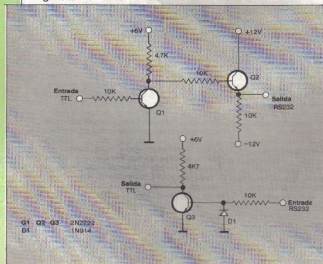 +5V
+12V
4.7K
10K
Q2
Entrada
TTL
10K
Q1
Salida
RS232
10K
-12V
+5V
4K7
Salida
TTL
10K
Entrada
RS232
Q3
D1
Q1 Q2 Q3 2N2222
D1 1N914